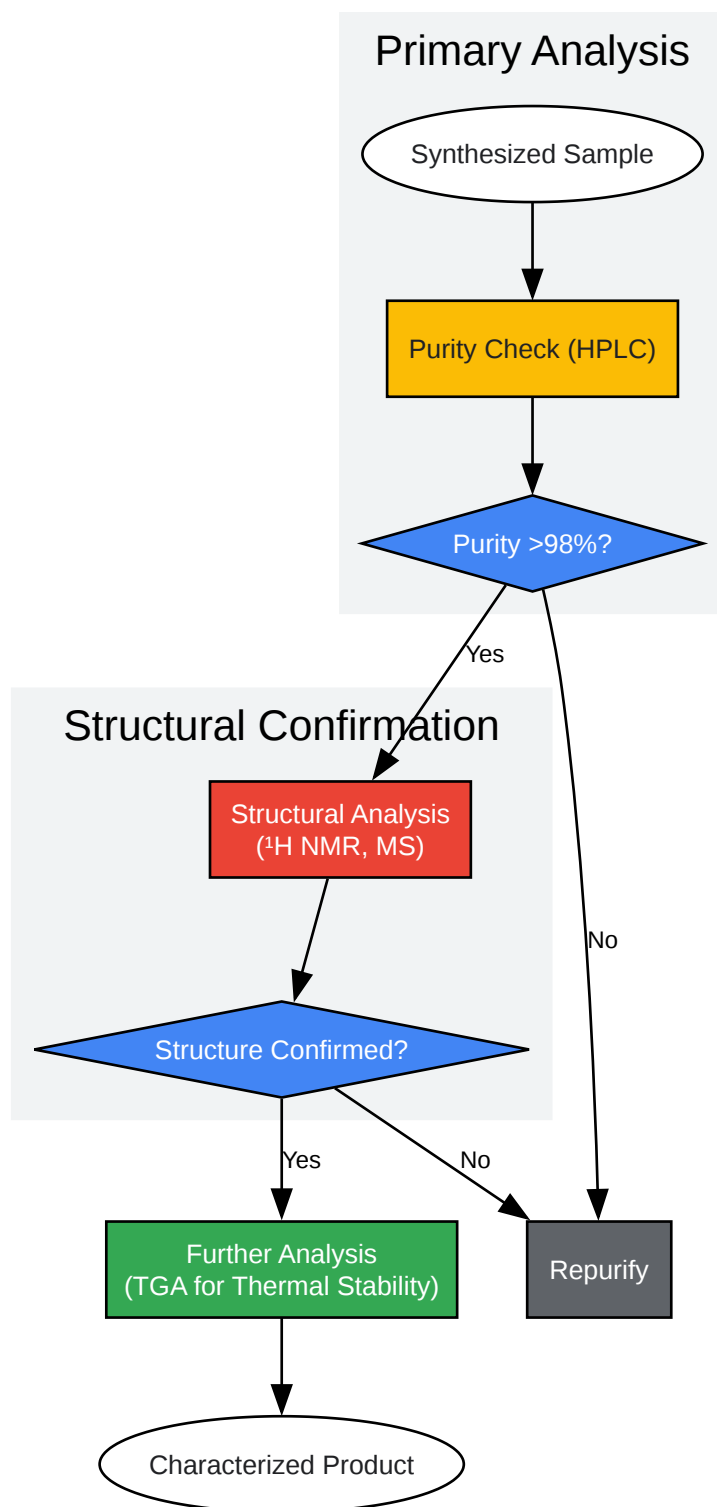 Primary Analysis
Synthesized Sample
Purity Check (HPLC)
Purity >98%?
Yes
Structural Confirmation
Structural Analysis
(¹H NMR, MS)
No
Structure Confirmed?
Yes
No
Further Analysis
(TGA for Thermal Stability)
Repurify
Characterized Product